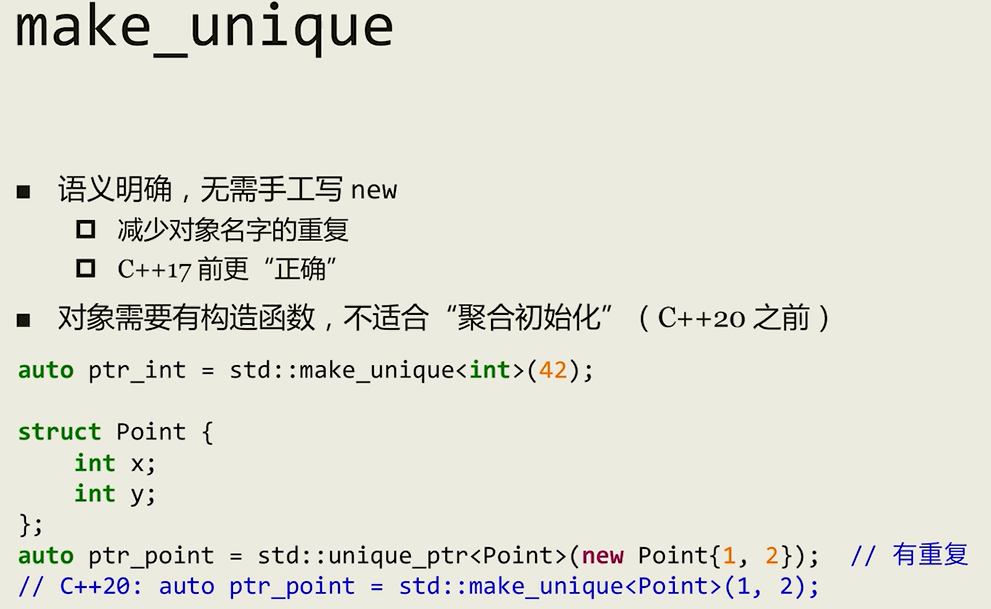 make_unique
■ 语义明确，无需手工写 new
□ 减少对象名字的重复
□ C++17 前更“正确”
■ 对象需要有构造函数，不适合“聚合初始化”（C++20 之前）
auto ptr_int = std::make_unique<int>(42);
struct Point {
    int x;
    int y;
};
auto ptr_point = std::unique_ptr<Point>(new Point{1, 2});  // 有重复
// C++20: auto ptr_point = std::make_unique<Point>(1, 2);